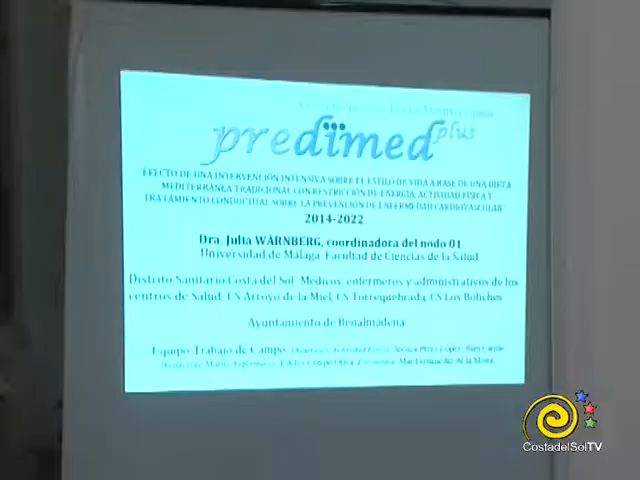 predimed plus
"EFECTO DE UNA INTERVENCIÓN INTENSIVA SOBRE EL ESTILO DE VIDA A BASE DE UNA DIETA
MEDITERRÁNEA TRADICIONAL CON RESTRICCIÓN DE ENERGÍA, ACTIVIDAD FÍSICA Y
TRATAMIENTO CONDUCTUAL SOBRE LA PREVENCIÓN DE ENFERMEDAD CARDIOVASCULAR"
2014-2022
Dra. Julia WÄRNBERG, coordinadora del nodo 01
Universidad de Málaga. Facultad de Ciencias de la Salud
Distrito Sanitario Costa del Sol: Médicos, enfermeros y administrativos de los
centros de Salud: CS Arroyo de la Miel, CS Torrequebrada, CS Los Boliches
Ayuntamiento de Benalmádena
Equipo Trabajo de Campo:
CostadelSolTV